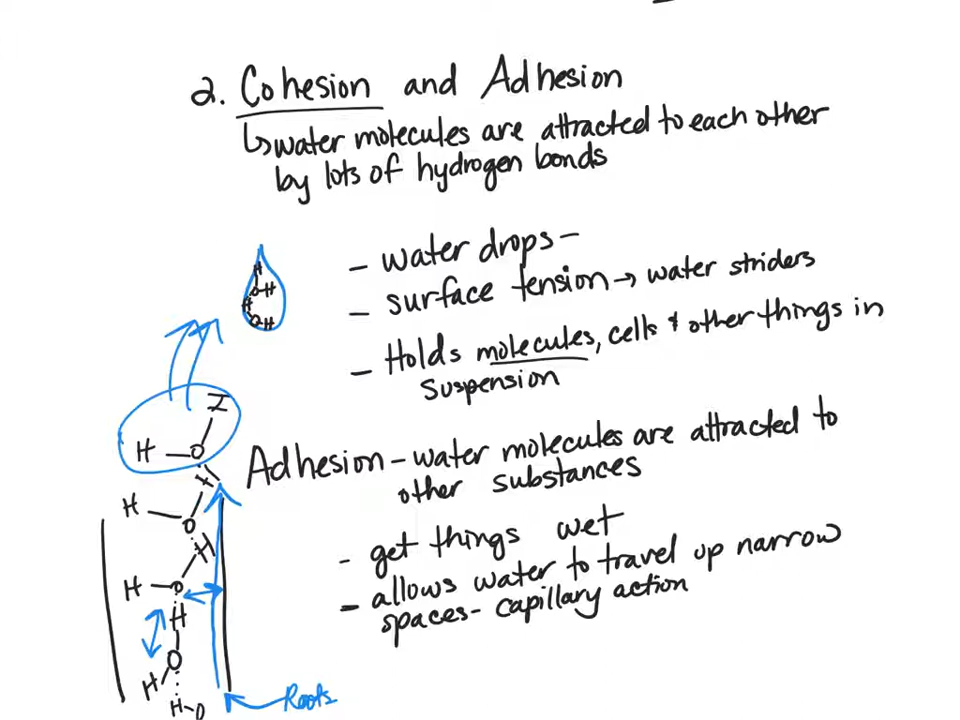 2. Cohesion and Adhesion
↳water molecules are attracted to each other
by lots of hydrogen bonds
- water drops -
- surface tension → water striders
- Holds molecules, cells & other things in
suspension
H
O-H
H
OH
H
H-O
Adhesion - water molecules are attracted to
other substances
H
H-O
H
H-O
H
O
H
H-O
- get things wet
- allows water to travel up narrow
spaces - capillary action
Roots